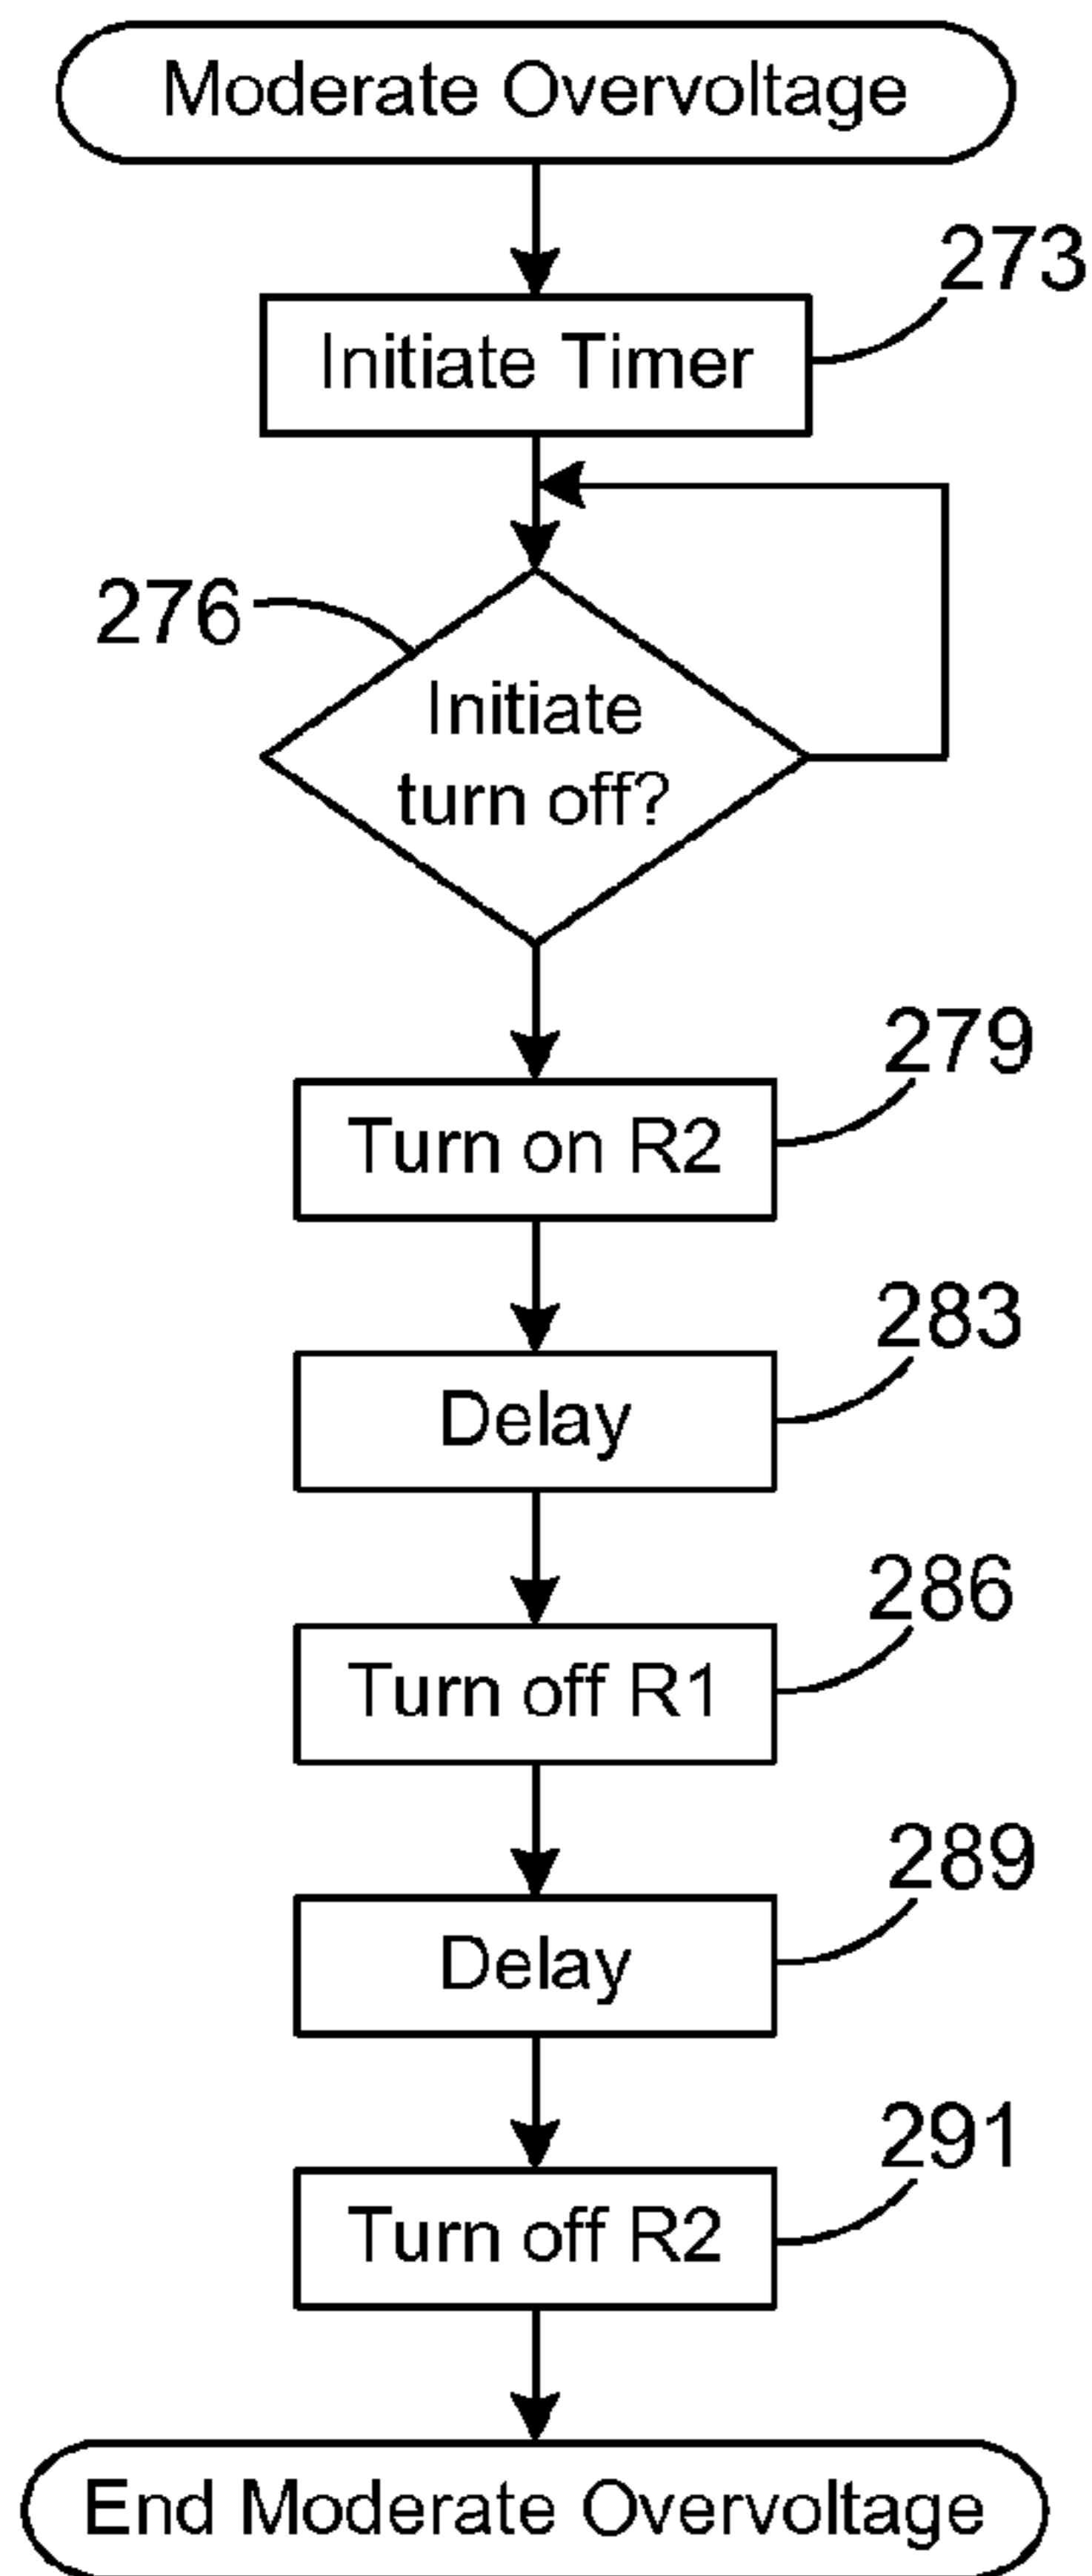 Moderate Overvoltage
273
Initiate Timer
276
Initiate
turn off?
279
Turn on R2
283
Delay
286
Turn off R1
289
Delay
291
Turn off R2
End Moderate Overvoltage